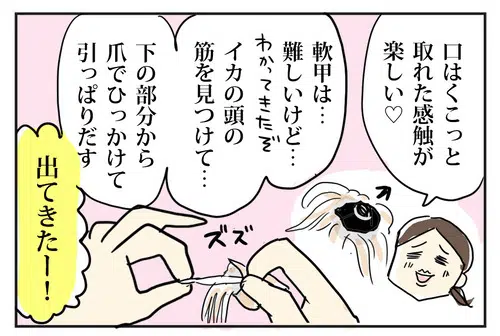 口はくこっと
取れた感触が
楽しい♡
軟甲は…
難しいけど…
わかってきたぞ
イカの頭の
筋を見つけて…
下の部分から
爪でひっかけて
引っぱりだす
ズズ
出てきたー!